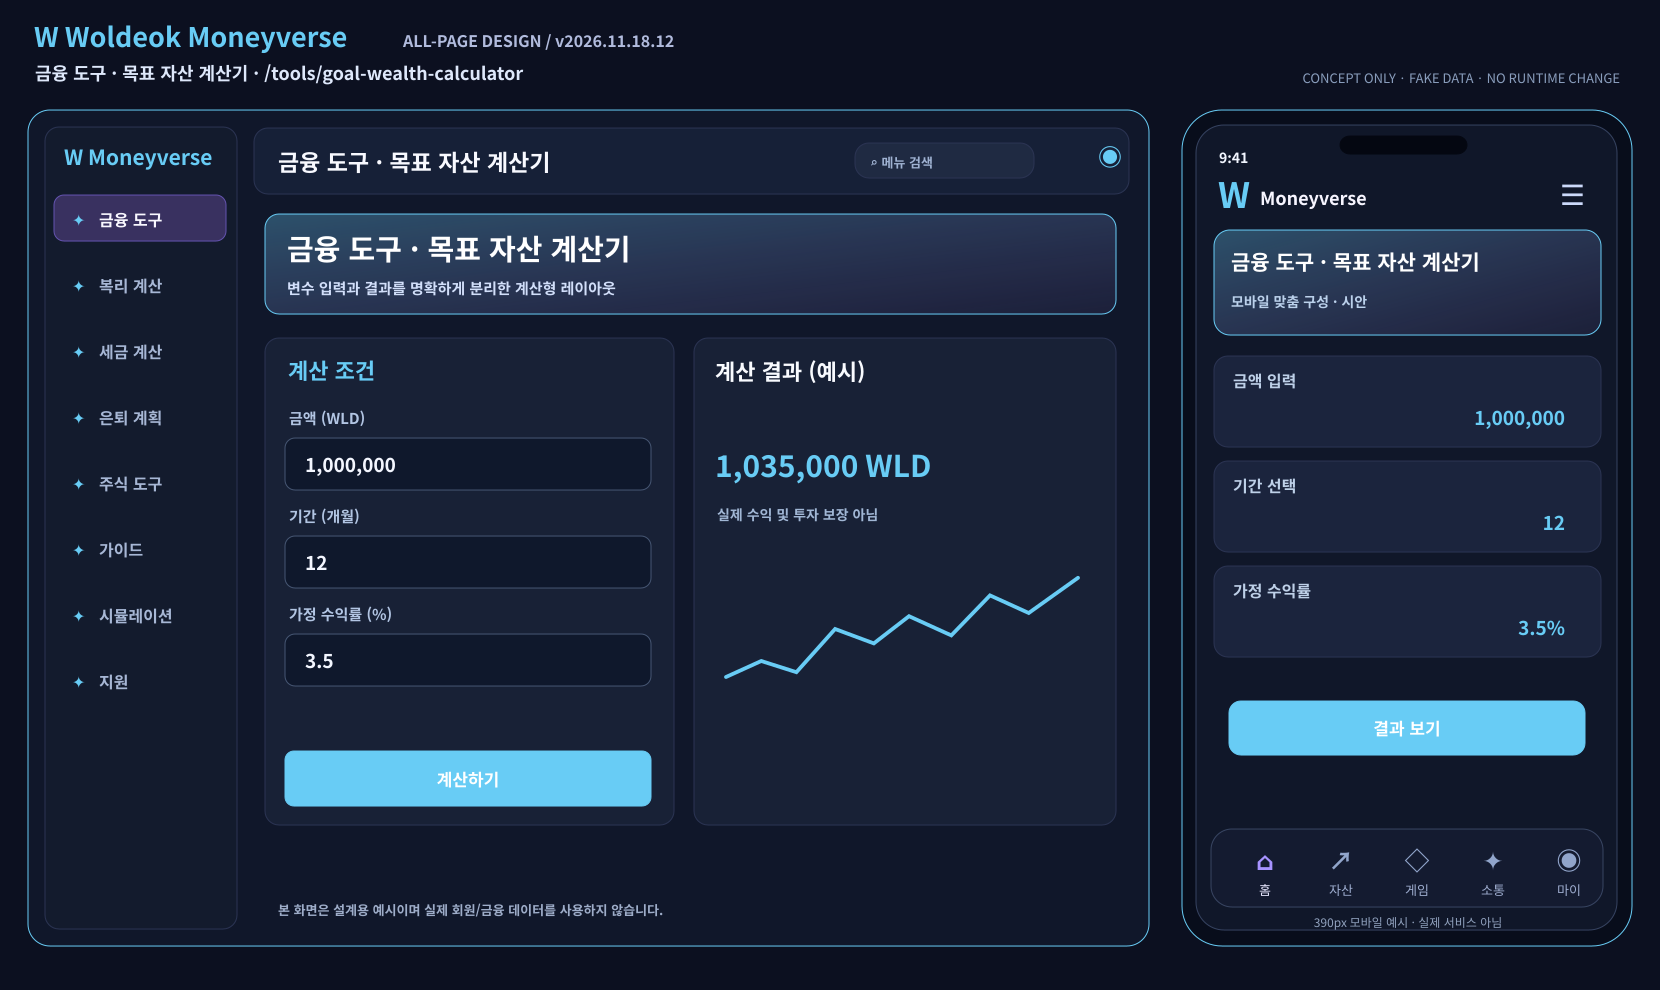 W Woldeok Moneyverse
ALL-PAGE DESIGN / v2026.11.18.12
금융 도구 · 목표 자산 계산기 · /tools/goal-wealth-calculator
CONCEPT ONLY · FAKE DATA · NO RUNTIME CHANGE
W Moneyverse
금융 도구
복리 계산
세금 계산
은퇴 계획
주식 도구
가이드
시뮬레이션
지원
금융 도구 · 목표 자산 계산기
메뉴 검색
금융 도구 · 목표 자산 계산기
변수 입력과 결과를 명확하게 분리한 계산형 레이아웃
계산 조건
금액 (WLD)
1,000,000
기간 (개월)
12
가정 수익률 (%)
3.5
계산하기
계산 결과 (예시)
1,035,000 WLD
실제 수익 및 투자 보장 아님
본 화면은 설계용 예시이며 실제 회원/금융 데이터를 사용하지 않습니다.
9:41
W Moneyverse
금융 도구 · 목표 자산 계산기
모바일 맞춤 구성 · 시안
금액 입력
1,000,000
기간 선택
12
가정 수익률
3.5%
결과 보기
홈
자산
게임
소통
마이
390px 모바일 예시 · 실제 서비스 아님